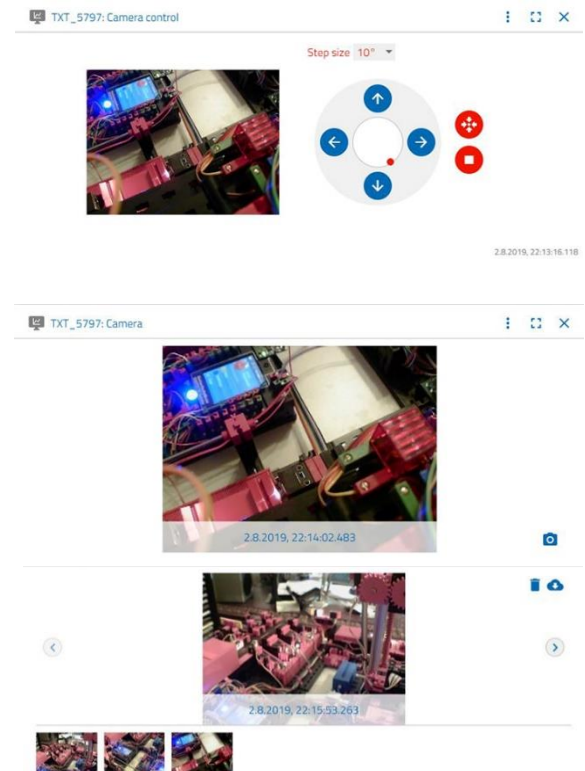 TXT_5797: Camera control
Step size 10°
2.8.2019, 22:13:16.118
TXT_5797: Camera
2.8.2019, 22:14:02.483
2.8.2019, 22:15:53.263